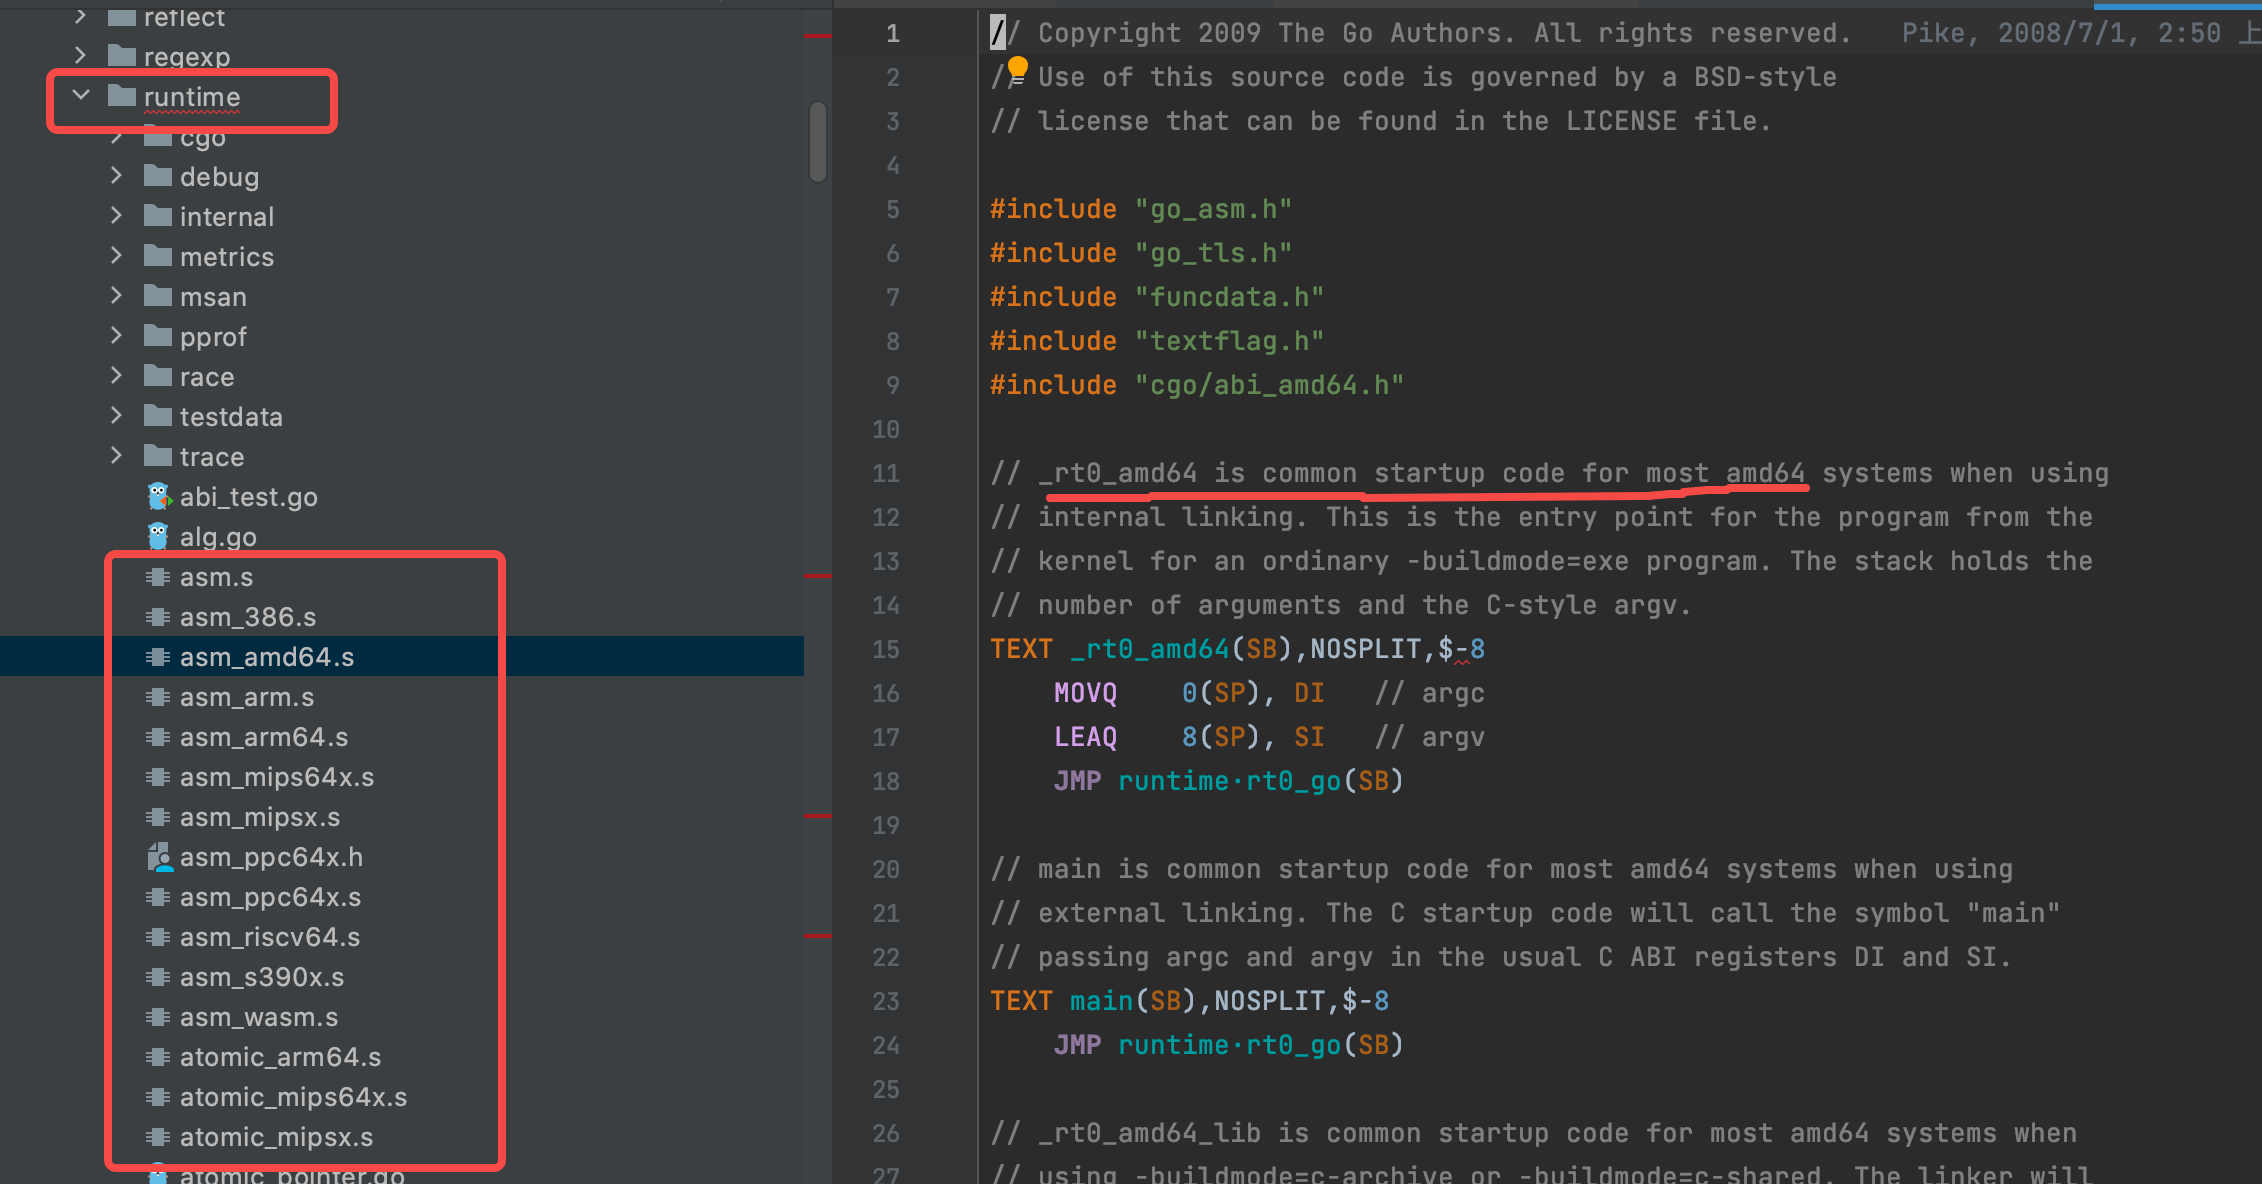 reflect
regexp
runtime
cgo
debug
internal
metrics
msan
pprof
race
testdata
trace
abi_test.go
alg.go
asm.s
asm_386.s
asm_amd64.s
asm_arm.s
asm_arm64.s
asm_mips64x.s
asm_mipsx.s
asm_ppc64x.h
asm_ppc64x.s
asm_riscv64.s
asm_s390x.s
asm_wasm.s
atomic_arm64.s
atomic_mips64x.s
atomic_mipsx.s
atomic_pointer.go
1 // Copyright 2009 The Go Authors. All rights reserved. Pike, 2008/7/1, 2:50 上
2 // Use of this source code is governed by a BSD-style
3 // license that can be found in the LICENSE file.
4
5 #include "go_asm.h"
6 #include "go_tls.h"
7 #include "funcdata.h"
8 #include "textflag.h"
9 #include "cgo/abi_amd64.h"
10
11 // _rt0_amd64 is common startup code for most amd64 systems when using
12 // internal linking. This is the entry point for the program from the
13 // kernel for an ordinary -buildmode=exe program. The stack holds the
14 // number of arguments and the C-style argv.
15 TEXT _rt0_amd64(SB),NOSPLIT,$-8
16 MOVQ 0(SP), DI // argc
17 LEAQ 8(SP), SI // argv
18 JMP runtime·rt0_go(SB)
19
20 // main is common startup code for most amd64 systems when using
21 // external linking. The C startup code will call the symbol "main"
22 // passing argc and argv in the usual C ABI registers DI and SI.
23 TEXT main(SB),NOSPLIT,$-8
24 JMP runtime·rt0_go(SB)
25
26 // _rt0_amd64_lib is common startup code for most amd64 systems when
27 // using -buildmode=c-archive or -buildmode=c-shared. The linker will